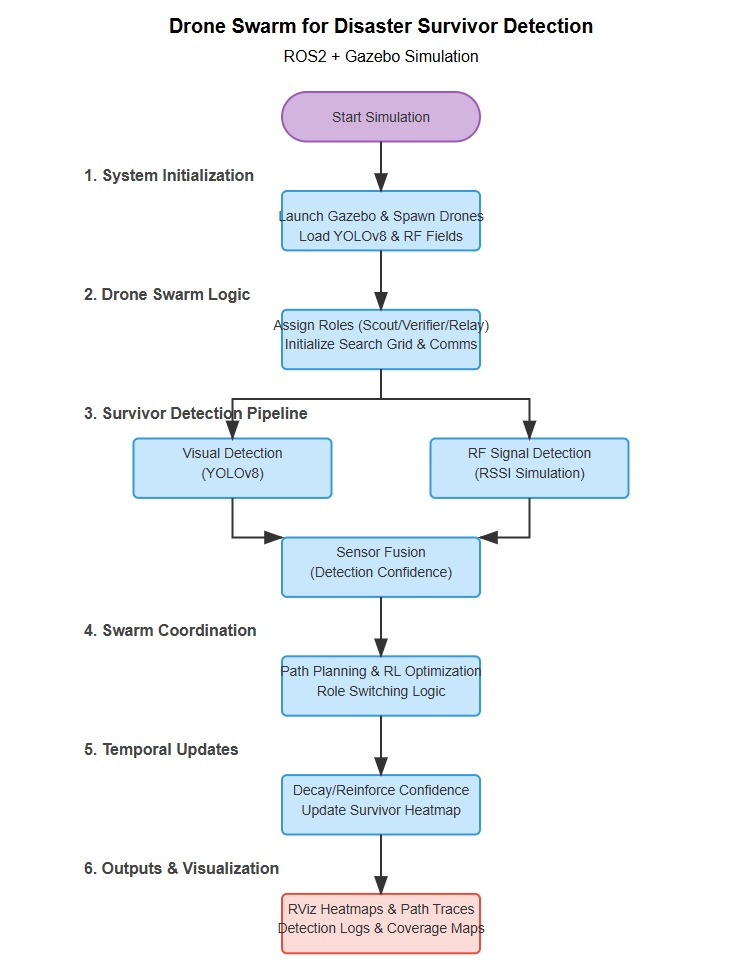 Drone Swarm for Disaster Survivor Detection
ROS2 + Gazebo Simulation
Start Simulation
1. System Initialization
Launch Gazebo & Spawn Drones
Load YOLOv8 & RF Fields
2. Drone Swarm Logic
Assign Roles (Scout/Verifier/Relay)
Initialize Search Grid & Comms
3. Survivor Detection Pipeline
Visual Detection
(YOLOv8)
RF Signal Detection
(RSSI Simulation)
Sensor Fusion
(Detection Confidence)
4. Swarm Coordination
Path Planning & RL Optimization
Role Switching Logic
5. Temporal Updates
Decay/Reinforce Confidence
Update Survivor Heatmap
6. Outputs & Visualization
RViz Heatmaps & Path Traces
Detection Logs & Coverage Maps